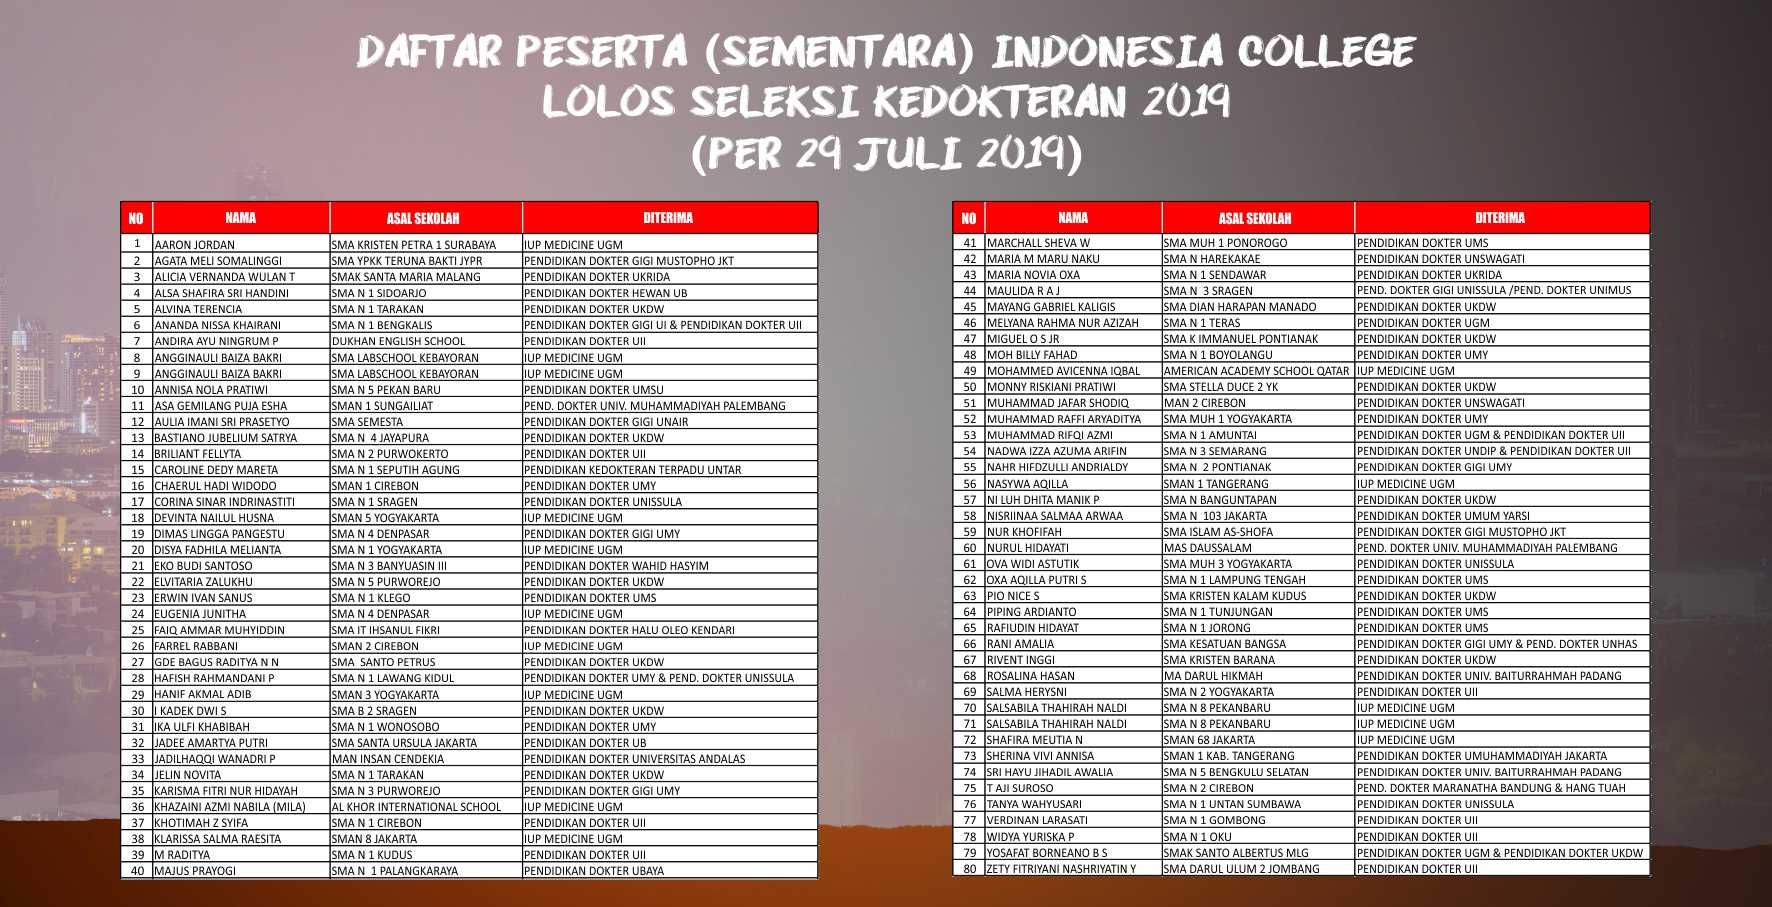 DAFTAR PESERTA (SEMENTARA) INDONESIA COLLEGE
LOLOS SELEKSI KEDOKTERAN 2019
(PER 29 JULI 2019)
NO NAMA ASAL SEKOLAH DITERIMA
1 AARON JORDAN SMA KRISTEN PETRA 1 SURABAYA IUP MEDICINE UGM
2 AGATA MELI SOMALINGGI SMA YPKK TERUNA BAKTI JYPR PENDIDIKAN DOKTER GIGI MUSTOPHO JKT
3 ALICIA VERNANDA WULAN T SMAK SANTA MARIA MALANG PENDIDIKAN DOKTER UKRIDA
4 ALSA SHAFIRA SRI HANDINI SMA N 1 SIDOARJO PENDIDIKAN DOKTER HEWAN UB
5 ALVINA TERENCIA SMA N 1 TARAKAN PENDIDIKAN DOKTER UKDW
6 ANANDA NISSA KHAIRANI SMA N 1 BENGKALIS PENDIDIKAN DOKTER GIGI UI & PENDIDIKAN DOKTER UII
7 ANDIRA AYU NINGRUM P DUKHAN ENGLISH SCHOOL PENDIDIKAN DOKTER UII
8 ANGGINAULI BAIZA BAKRI SMA LABSCHOOL KEBAYORAN IUP MEDICINE UGM
9 ANGGINAULI BAIZA BAKRI SMA LABSCHOOL KEBAYORAN IUP MEDICINE UGM
10 ANNISA NOLA PRATIWI SMA N 5 PEKAN BARU PENDIDIKAN DOKTER UMSU
11 ASA GEMILANG PUJA ESHA SMAN 1 SUNGAILIAT PEND. DOKTER UNIV. MUHAMMADIYAH PALEMBANG
12 AULIA IMANI SRI PRASETYO SMA SEMESTA PENDIDIKAN DOKTER GIGI UNAIR
13 BASTIANO JUBELIUM SATRYA SMA N 4 JAYAPURA PENDIDIKAN DOKTER UKDW
14 BRILIANT FELLYTA SMA N 2 PURWOKERTO PENDIDIKAN DOKTER UII
15 CAROLINE DEDY MARETA SMA N 1 SEPUTIH AGUNG PENDIDIKAN KEDOKTERAN TERPADU UNTAR
16 CHAERUL HADI WIDODO SMAN 1 CIREBON PENDIDIKAN DOKTER UMY
17 CORINA SINAR INDRINASTITI SMA N 1 SRAGEN PENDIDIKAN DOKTER UNISSULA
18 DEVINTA NAILUL HUSNA SMAN 5 YOGYAKARTA IUP MEDICINE UGM
19 DIMAS LINGGA PANGESTU SMA N 4 DENPASAR PENDIDIKAN DOKTER GIGI UMY
20 DISYA FADHILA MELIANTA SMA N 1 YOGYAKARTA IUP MEDICINE UGM
21 EKO BUDI SANTOSO SMA N 3 BANYUASIN III PENDIDIKAN DOKTER WAHID HASYIM
22 ELVITARIA ZALUKHU SMA N 5 PURWOREJO PENDIDIKAN DOKTER UKDW
23 ERWIN IVAN SANUS SMA N 1 KLEGO PENDIDIKAN DOKTER UMS
24 EUGENIA JUNITHA SMA N 4 DENPASAR IUP MEDICINE UGM
25 FAIQ AMMAR MUHYIDDIN SMA IT IHSANUL FIKRI PENDIDIKAN DOKTER HALU OLEO KENDARI
26 FARREL RABBANI SMAN 2 CIREBON IUP MEDICINE UGM
27 GDE BAGUS RADITYA N N SMA SANTO PETRUS PENDIDIKAN DOKTER UKDW
28 HAFISH RAHMANDANI P SMA N 1 LAWANG KIDUL PENDIDIKAN DOKTER UMY & PEND. DOKTER UNISSULA
29 HANIF AKMAL ADIB SMAN 3 YOGYAKARTA IUP MEDICINE UGM
30 I KADEK DWI S SMA B 2 SRAGEN PENDIDIKAN DOKTER UKDW
31 IKA ULFI KHABIBAH SMA N 1 WONOSOBO PENDIDIKAN DOKTER UMY
32 JADEE AMARTYA PUTRI SMA SANTA URSULA JAKARTA PENDIDIKAN DOKTER UB
33 JADILHAQQI WANADRI P MAN INSAN CENDEKIA PENDIDIKAN DOKTER UNIVERSITAS ANDALAS
34 JELIN NOVITA SMA N 1 TARAKAN PENDIDIKAN DOKTER UKDW
35 KARISMA FITRI NUR HIDAYAH SMA N 3 PURWOREJO PENDIDIKAN DOKTER GIGI UMY
36 KHAZAINI AZMI NABILA (MILA) AL KHOR INTERNATIONAL SCHOOL IUP MEDICINE UGM
37 KHOTIMAH Z SYIFA SMA N 1 CIREBON PENDIDIKAN DOKTER UII
38 KLARISSA SALMA RAESITA SMAN 8 JAKARTA IUP MEDICINE UGM
39 M RADITYA SMA N 1 KUDUS PENDIDIKAN DOKTER UII
40 MAJUS PRAYOGI SMA N 1 PALANGKARAYA PENDIDIKAN DOKTER UBAYA
NO NAMA ASAL SEKOLAH DITERIMA
41 MARCHALL SHEVA W SMA MUH 1 PONOROGO PENDIDIKAN DOKTER UMS
42 MARIA M MARU NAKU SMA N HAREKAKAE PENDIDIKAN DOKTER UNSWAGATI
43 MARIA NOVIA OXA SMA N 1 SENDAWAR PENDIDIKAN DOKTER UKRIDA
44 MAULIDA R A J SMA N 3 SRAGEN PEND. DOKTER GIGI UNISSULA /PEND. DOKTER UNIMUS
45 MAYANG GABRIEL KALIGIS SMA DIAN HARAPAN MANADO PENDIDIKAN DOKTER UKDW
46 MELYANA RAHMA NUR AZIZAH SMA N 1 TERAS PENDIDIKAN DOKTER UGM
47 MIGUEL O S JR SMA K IMMANUEL PONTIANAK PENDIDIKAN DOKTER UKDW
48 MOH BILLY FAHAD SMA N 1 BOYOLANGU PENDIDIKAN DOKTER UMY
49 MOHAMMED AVICENNA IQBAL AMERICAN ACADEMY SCHOOL QATAR IUP MEDICINE UGM
50 MONNY RISKIANI PRATIWI SMA STELLA DUCE 2 YK PENDIDIKAN DOKTER UKDW
51 MUHAMMAD JAFAR SHODIQ MAN 2 CIREBON PENDIDIKAN DOKTER UNSWAGATI
52 MUHAMMAD RAFFI ARYADITYA SMA MUH 1 YOGYAKARTA PENDIDIKAN DOKTER UMY
53 MUHAMMAD RIFQI AZMI SMA N 1 AMUNTAI PENDIDIKAN DOKTER UGM & PENDIDIKAN DOKTER UII
54 NADWA IZZA AZUMA ARIFIN SMA N 3 SEMARANG PENDIDIKAN DOKTER UNDIP & PENDIDIKAN DOKTER UII
55 NAHR HIFDZULLI ANDRIALDY SMA N 2 PONTIANAK PENDIDIKAN DOKTER GIGI UMY
56 NASYWA AQILLA SMAN 1 TANGERANG IUP MEDICINE UGM
57 NI LUH DHITA MANIK P SMA N BANGUNTAPAN PENDIDIKAN DOKTER UKDW
58 NISRIINAA SALMAA ARWAA SMA N 103 JAKARTA PENDIDIKAN DOKTER UMUM YARSI
59 NUR KHOFIFAH SMA ISLAM AS-SHOFA PENDIDIKAN DOKTER GIGI MUSTOPHO JKT
60 NURUL HIDAYATI MAS DAUSSALAM PEND. DOKTER UNIV. MUHAMMADIYAH PALEMBANG
61 OVA WIDI ASTUTIK SMA MUH 3 YOGYAKARTA PENDIDIKAN DOKTER UNISSULA
62 OXA AQILLA PUTRI S SMA N 1 LAMPUNG TENGAH PENDIDIKAN DOKTER UMS
63 PIO NICE S SMA KRISTEN KALAM KUDUS PENDIDIKAN DOKTER UKDW
64 PIPING ARDIANTO SMA N 1 TUNJUNGAN PENDIDIKAN DOKTER UMS
65 RAFIUDIN HIDAYAT SMA N 1 JORONG PENDIDIKAN DOKTER UMS
66 RANI AMALIA SMA KESATUAN BANGSA PENDIDIKAN DOKTER GIGI UMY & PEND. DOKTER UNHAS
67 RIVENT INGGI SMA KRISTEN BARANA PENDIDIKAN DOKTER UKDW
68 ROSALINA HASAN MA DARUL HIKMAH PENDIDIKAN DOKTER UNIV. BAITURRAHMAH PADANG
69 SALMA HERYSNI SMA N 2 YOGYAKARTA PENDIDIKAN DOKTER UII
70 SALSABILA THAHIRAH NALDI SMA N 8 PEKANBARU IUP MEDICINE UGM
71 SALSABILA THAHIRAH NALDI SMA N 8 PEKANBARU IUP MEDICINE UGM
72 SHAFIRA MEUTIA N SMAN 68 JAKARTA IUP MEDICINE UGM
73 SHERINA VIVI ANNISA SMAN 1 KAB. TANGERANG PENDIDIKAN DOKTER UMUHAMMADIYAH JAKARTA
74 SRI HAYU JIHADIL AWALIA SMA N 5 BENGKULU SELATAN PENDIDIKAN DOKTER UNIV. BAITURRAHMAH PADANG
75 T AJI SUROSO SMA N 2 CIREBON PEND. DOKTER MARANATHA BANDUNG & HANG TUAH
76 TANYA WAHYUSARI SMA N 1 UNTAN SUMBAWA PENDIDIKAN DOKTER UNISSULA
77 VERDINAN LARASATI SMA N 1 GOMBONG PENDIDIKAN DOKTER UII
78 WIDYA YURISKA P SMA N 1 OKU PENDIDIKAN DOKTER UII
79 YOSAFAT BORNEANO B S SMAK SANTO ALBERTUS MLG PENDIDIKAN DOKTER UGM & PENDIDIKAN DOKTER UKDW
80 ZETY FITRIYANI NASHRIYATIN Y SMA DARUL ULUM 2 JOMBANG PENDIDIKAN DOKTER UII